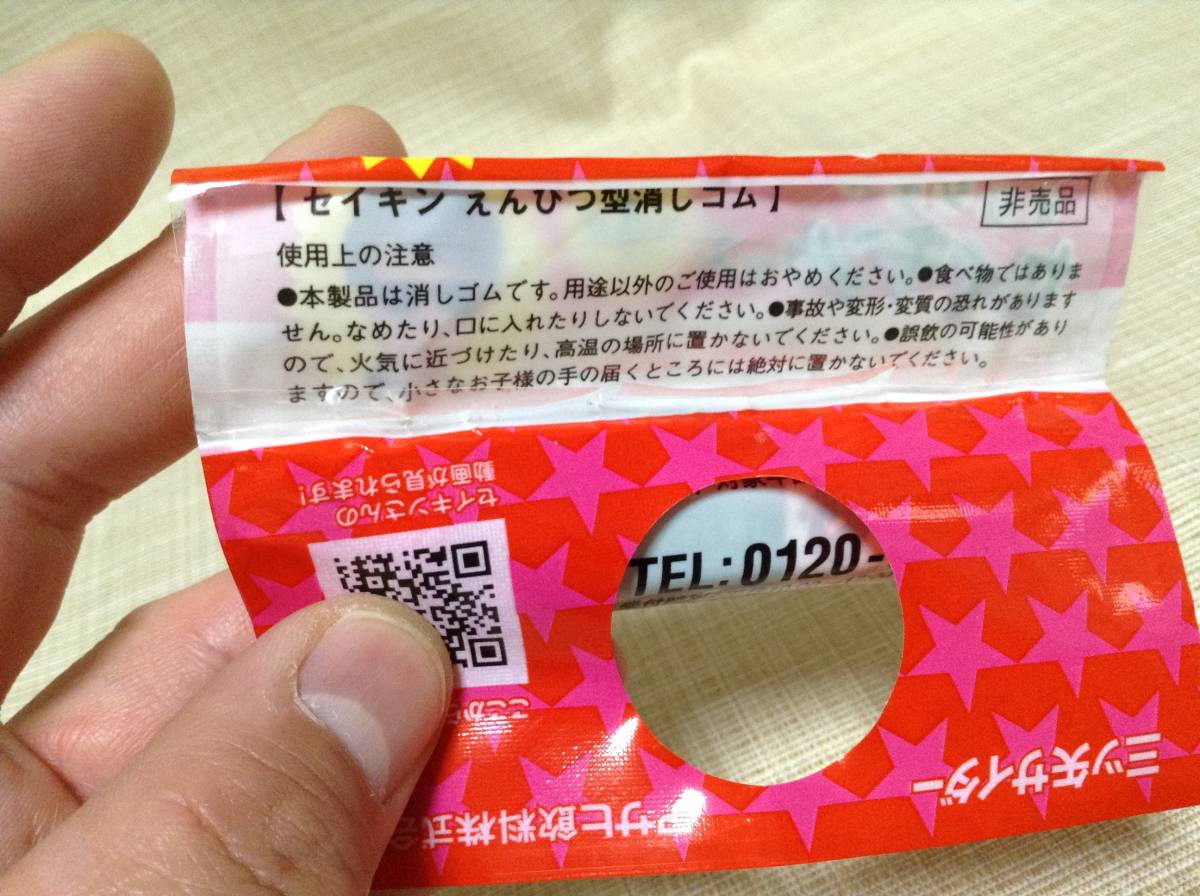 【 セイキン えんぴつ型消しゴム 】
非売品
使用上の注意
●本製品は消しゴムです。用途以外のご使用はおやめください。●食べ物ではありま
せん。なめたり、口に入れたりしないでください。●事故や変形・変質の恐れがあります
ので、火気に近づけたり、高温の場所に置かないでください。●誤飲の可能性があり
ますので、小さなお子様の手の届くところには絶対に置かないでください。
セイキンさんの
動画が見られます!
ここか
TEL:0120-
三ツ矢サイダー
サヒ飲料株式会